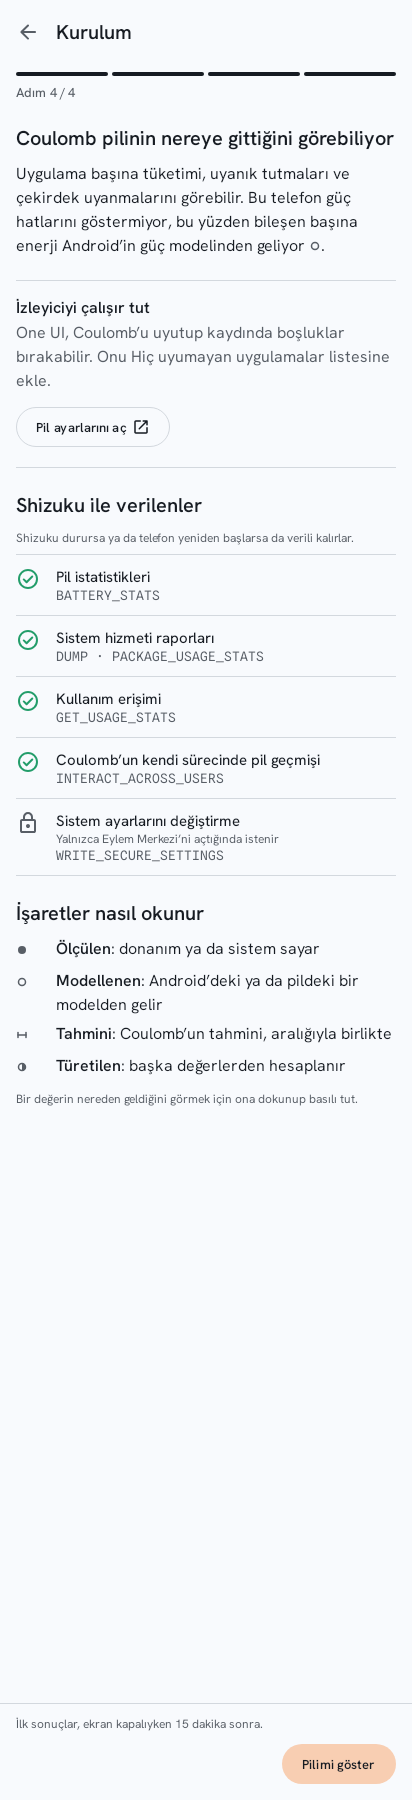 Kurulum
Adım 4 / 4
Coulomb pilinin nereye gittiğini görebiliyor
Uygulama başına tüketimi, uyanık tutmaları ve
çekirdek uyanmalarını görebilir. Bu telefon güç
hatlarını göstermiyor, bu yüzden bileşen başına
enerji Android’in güç modelinden geliyor ○.
İzleyiciyi çalışır tut
One UI, Coulomb’u uyutup kaydında boşluklar
bırakabilir. Onu Hiç uyumayan uygulamalar listesine
ekle.
Pil ayarlarını aç
Shizuku ile verilenler
Shizuku durursa ya da telefon yeniden başlarsa da verili kalırlar.
Pil istatistikleri
BATTERY_STATS
Sistem hizmeti raporları
DUMP · PACKAGE_USAGE_STATS
Kullanım erişimi
GET_USAGE_STATS
Coulomb’un kendi sürecinde pil geçmişi
INTERACT_ACROSS_USERS
Sistem ayarlarını değiştirme
Yalnızca Eylem Merkezi’ni açtığında istenir
WRITE_SECURE_SETTINGS
İşaretler nasıl okunur
Ölçülen: donanım ya da sistem sayar
Modellenen: Android’deki ya da pildeki bir
modelden gelir
Tahmini: Coulomb’un tahmini, aralığıyla birlikte
Türetilen: başka değerlerden hesaplanır
Bir değerin nereden geldiğini görmek için ona dokunup basılı tut.
İlk sonuçlar, ekran kapalıyken 15 dakika sonra.
Pilimi göster